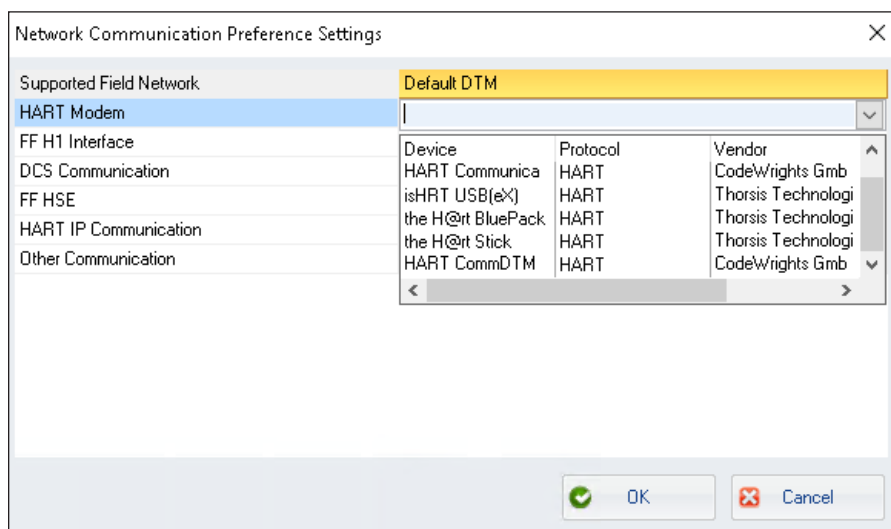 Network Communication Preference Settings
Supported Field Network Default DTM
HART Modem
FF H1 Interface
DCS Communication
FF HSE
HART IP Communication
Other Communication
Device Protocol Vendor
HART Communica HART CodeWrights Gmb
isHRT USB(eX) HART Thorsis Technologi
the H@rt BluePack HART Thorsis Technologi
the H@rt Stick HART Thorsis Technologi
HART CommDTM HART CodeWrights Gmb
OK Cancel